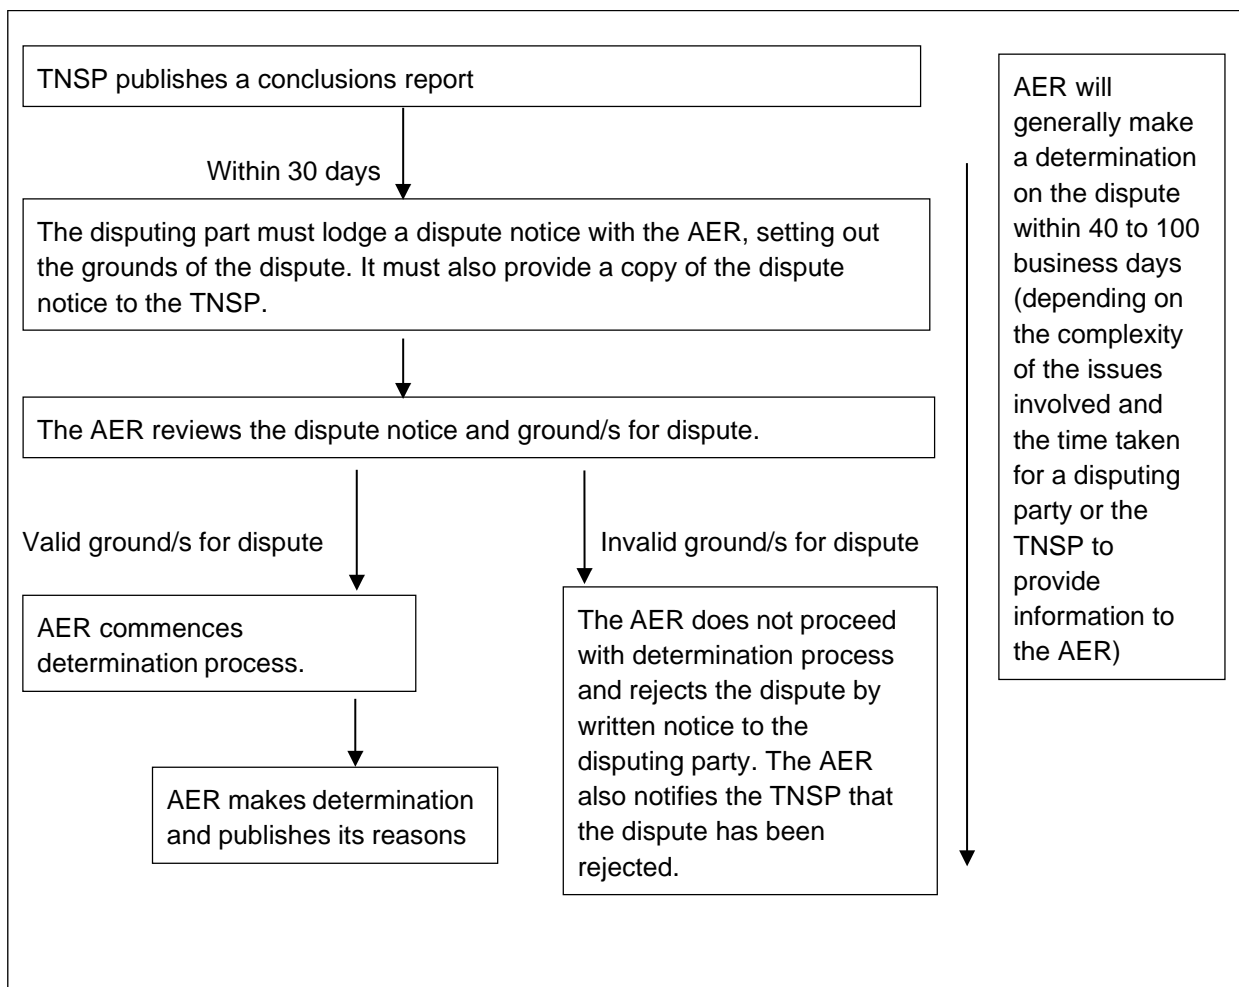 TNSP publishes a conclusions report
Within 30 days
The disputing part must lodge a dispute notice with the AER, setting out
the grounds of the dispute. It must also provide a copy of the dispute
notice to the TNSP.
The AER reviews the dispute notice and ground/s for dispute.
Valid ground/s for dispute
Invalid ground/s for dispute
AER commences
determination process.
AER makes determination
and publishes its reasons
The AER does not proceed
with determination process
and rejects the dispute by
written notice to the
disputing party. The AER
also notifies the TNSP that
the dispute has been
rejected.
AER will
generally make
a determination
on the dispute
within 40 to 100
business days
(depending on
the complexity
of the issues
involved and
the time taken
for a disputing
party or the
TNSP to
provide
information to
the AER)